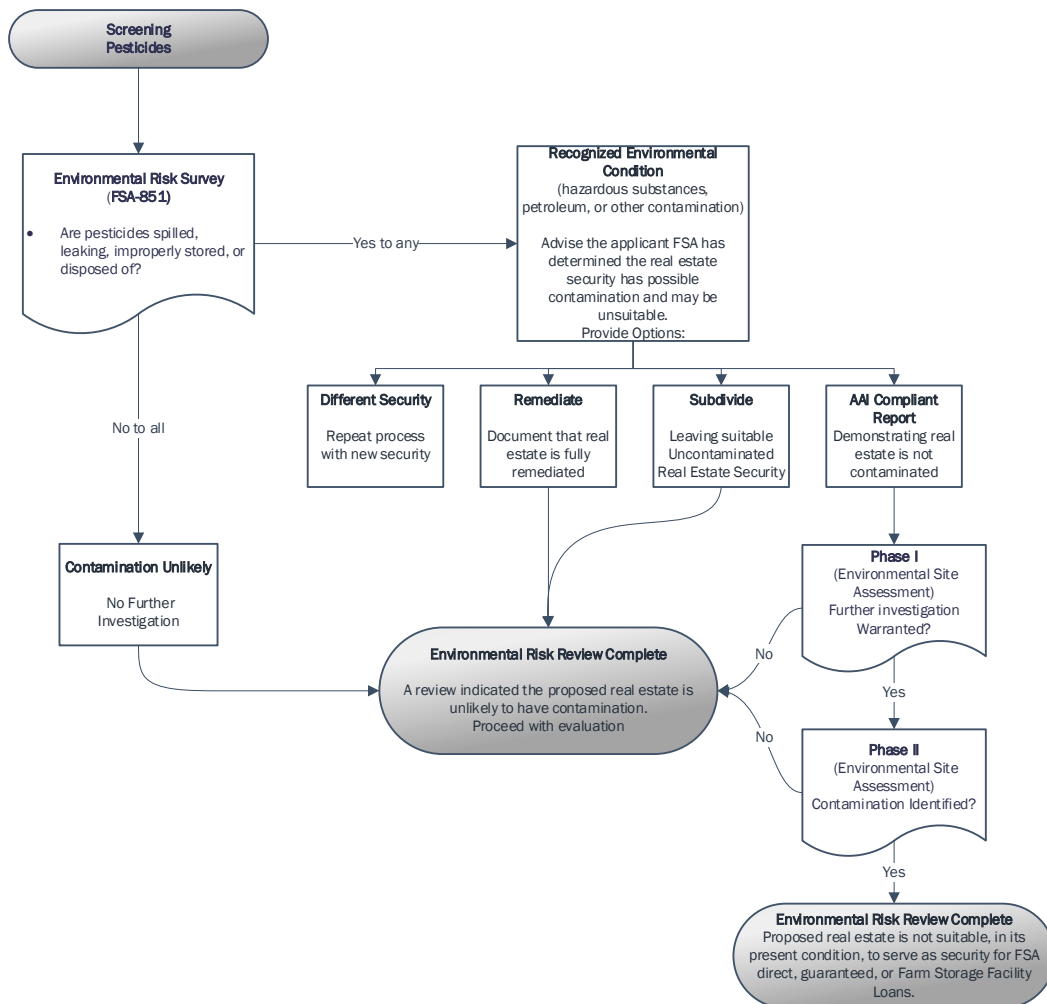 Screening
Pesticides
Environmental Risk Survey
(FSA-851)
• Are pesticides spilled,
leaking, improperly stored, or
disposed of?
Yes to any
Recognized Environmental
Condition
(hazardous substances,
petroleum, or other contamination)
Advise the applicant FSA has
determined the real estate
security has possible
contamination and may be
unsuitable.
Provide Options:
Different Security
Repeat process
with new security
Remediate
Document that real
estate is fully
remediated
Subdivide
Leaving suitable
Uncontaminated
Real Estate Security
AAI Compliant
Report
Demonstrating real
estate is not
contaminated
No to all
Contamination Unlikely
No Further
Investigation
Phase I
(Environmental Site
Assessment)
Further investigation
Warranted?
No
Yes
Environmental Risk Review Complete
A review indicated the proposed real estate is
unlikely to have contamination.
Proceed with evaluation
No
Phase II
(Environmental Site
Assessment)
Contamination Identified?
Yes
Environmental Risk Review Complete
Proposed real estate is not suitable, in its
present condition, to serve as security for FSA
direct, guaranteed, or Farm Storage Facility
Loans.